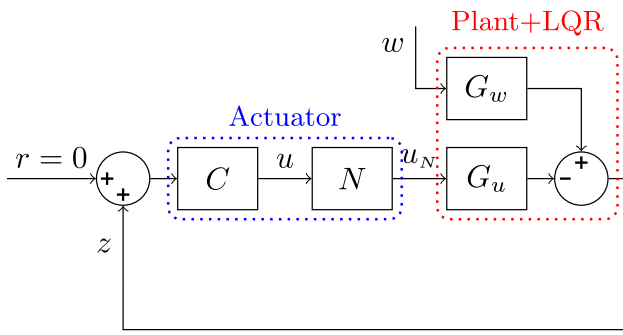 Plant+LQR
w
G_w
Actuator
r = 0
+
+
C
u
N
u_N
G_u
-
+
z